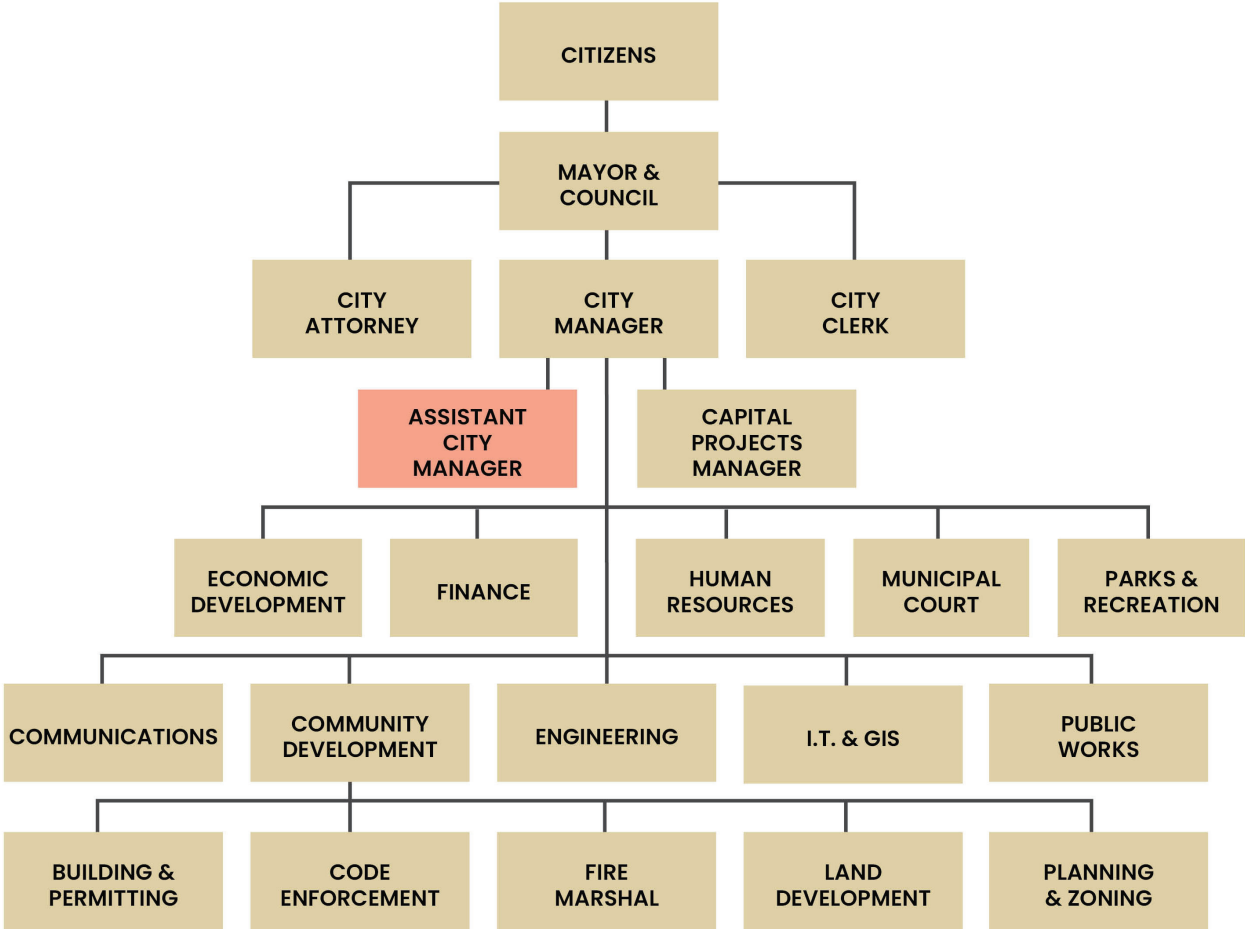 CITIZENS
MAYOR &
COUNCIL
CITY
ATTORNEY
CITY
MANAGER
CITY
CLERK
ASSISTANT
CITY
MANAGER
CAPITAL
PROJECTS
MANAGER
ECONOMIC
DEVELOPMENT
FINANCE
HUMAN
RESOURCES
MUNICIPAL
COURT
PARKS &
RECREATION
COMMUNICATIONS
COMMUNITY
DEVELOPMENT
ENGINEERING
I.T. & GIS
PUBLIC
WORKS
BUILDING &
PERMITTING
CODE
ENFORCEMENT
FIRE
MARSHAL
LAND
DEVELOPMENT
PLANNING
& ZONING